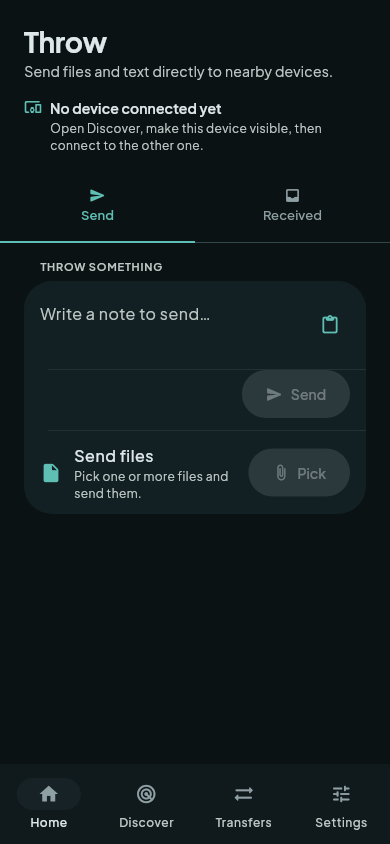 Throw
Send files and text directly to nearby devices.
No device connected yet
Open Discover, make this device visible, then
connect to the other one.
Send
Received
THROW SOMETHING
Write a note to send…
Send
Send files
Pick one or more files and
send them.
Pick
Home
Discover
Transfers
Settings